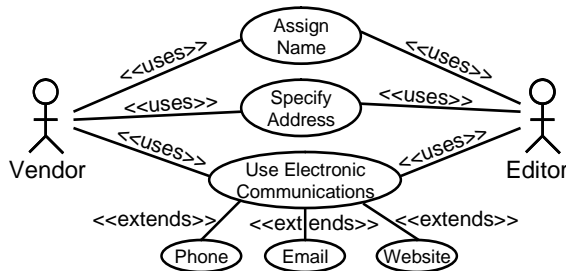 Assign
Name
<<uses>>
<<uses>>
Specify
Address
<<uses>>
<<uses>>
Vendor
Editor
<<uses>>
<<uses>>
Use Electronic
Communications
<<extends>>
<<extends>>
<<extends>>
Phone
Email
Website